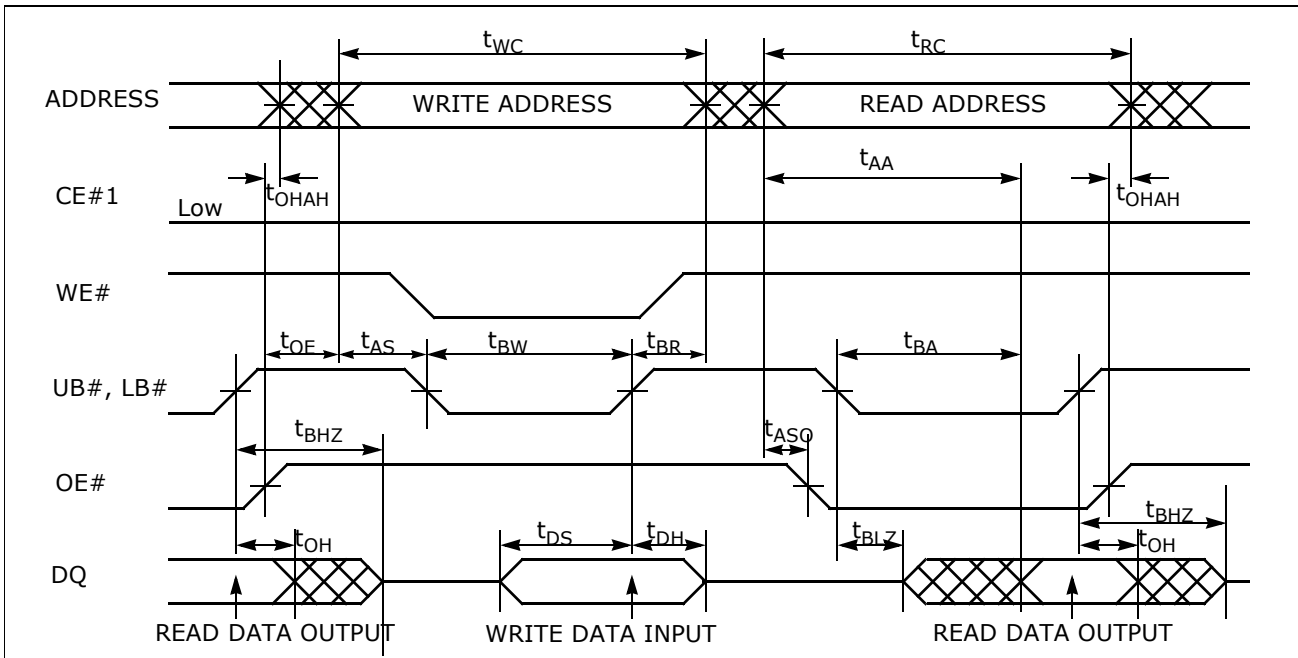 tWC tRC
ADDRESS WRITE ADDRESS READ ADDRESS
tAA
CE#1 tOHAH tOHAH
Low
WE#
tOE tAS tBW tBR tBA
UB#, LB#
tBHZ tASO
OE#
tBHZ
tOH tDS tDH tBLZ tOH
DQ
READ DATA OUTPUT WRITE DATA INPUT READ DATA OUTPUT